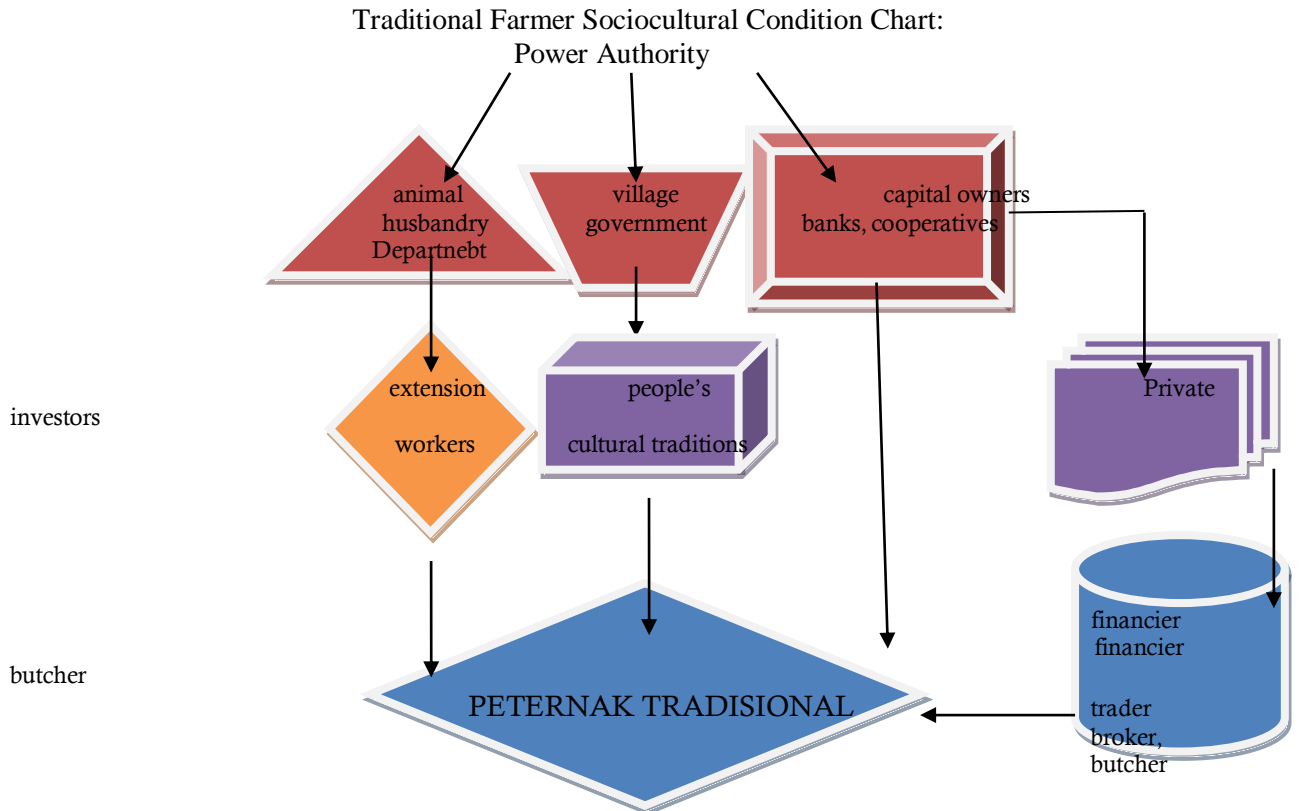 Traditional Farmer Sociocultural Condition Chart:
Power Authority
animal
husbandry
Departnebt
village
government
capital owners
banks, cooperatives
extension
workers
people's
cultural traditions
Private
investors
financier
financier
trader
broker,
butcher
butcher
PETERNAK TRADISIONAL